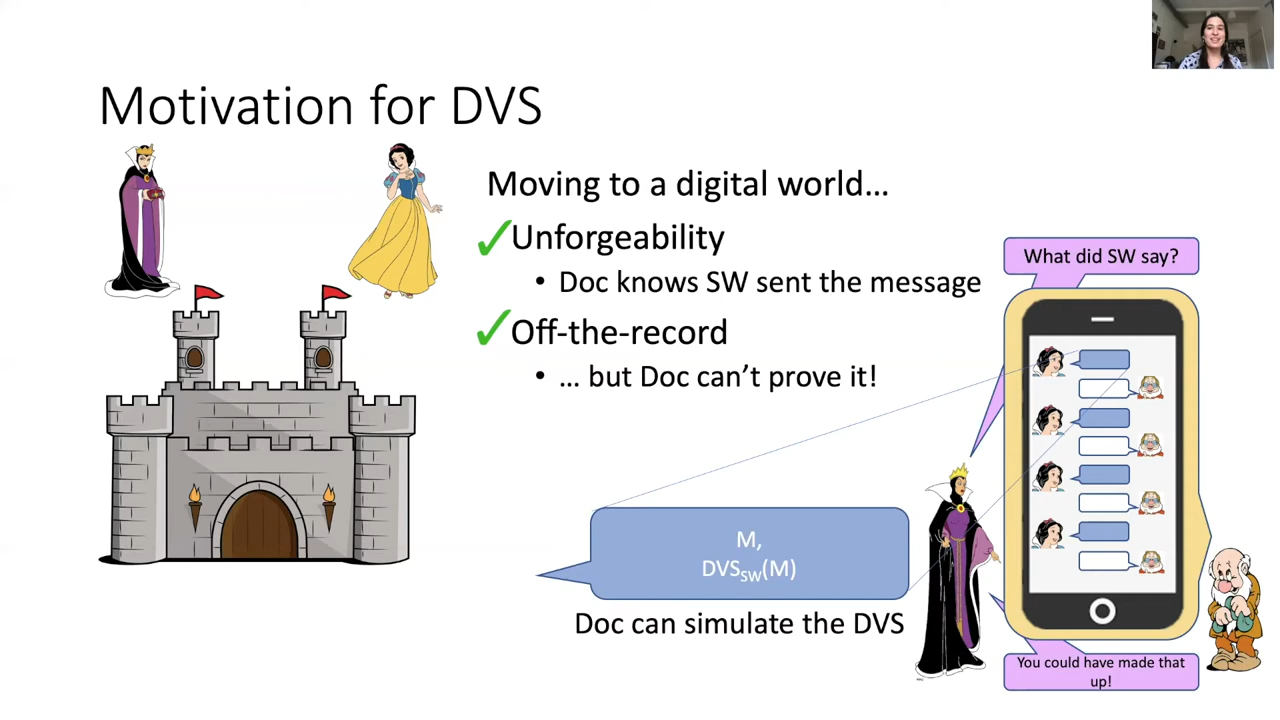 Motivation for DVS
Moving to a digital world...
✓Unforgeability
• Doc knows SW sent the message
✓Off-the-record
• ... but Doc can't prove it!
What did SW say?
M,
DVSSW(M)
Doc can simulate the DVS
You could have made that
up!